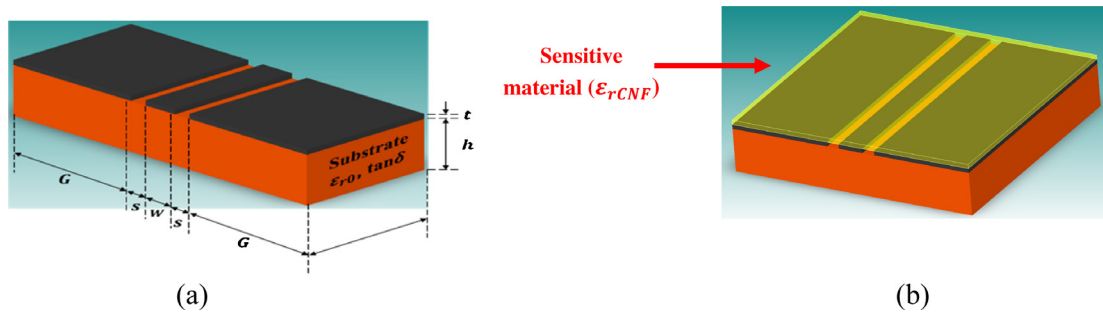 Sensitive
material (εrCNF)
t
h
Substrate
εr0, tanδ
G
S
W
S
G
(a)
(b)